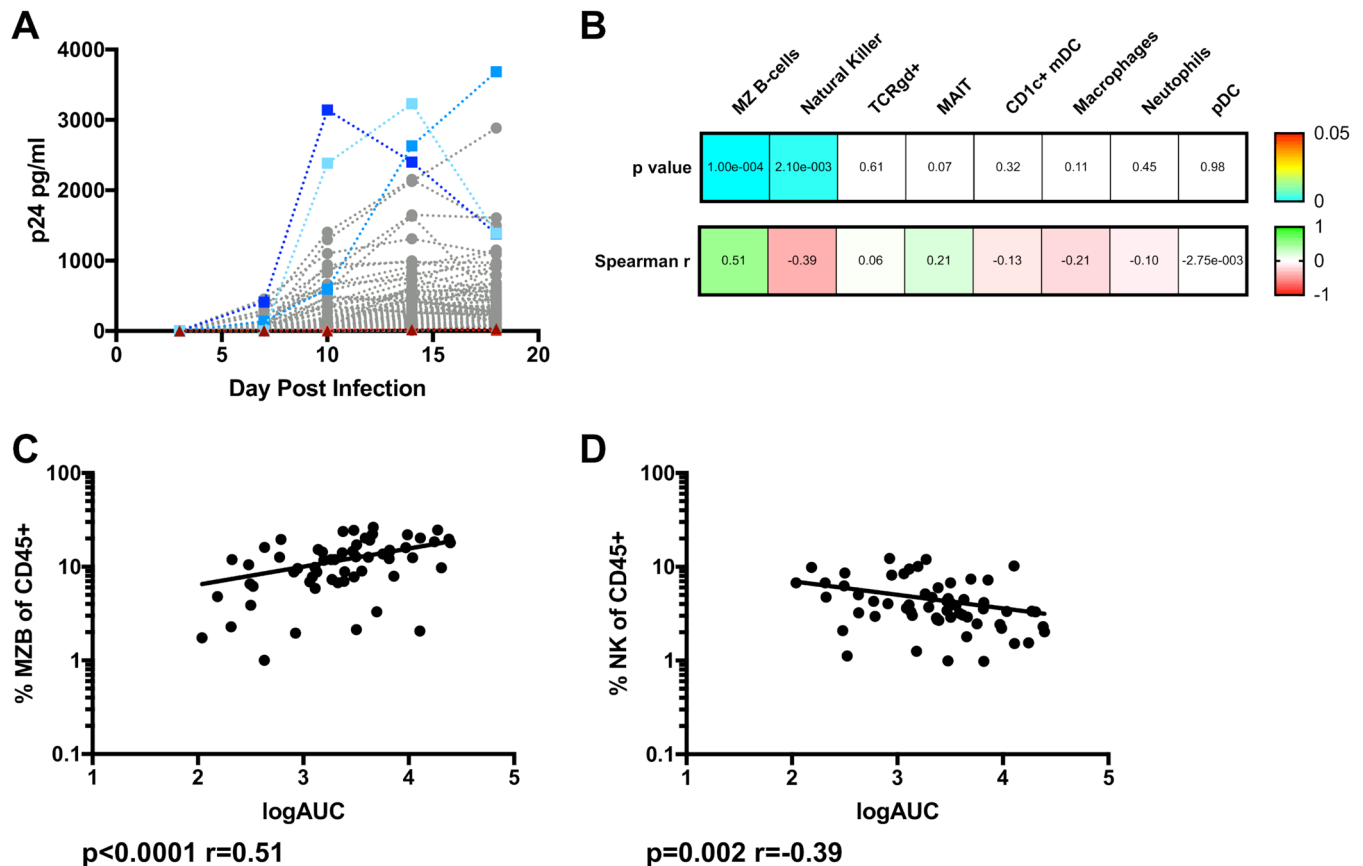 A
4000
3000
2000
1000
0
p24 pg/ml
0 5 10 15 20
Day Post Infection
B
MZ B-cells Natural Killer TCRgd+ MAIT CD1c+ mDC Macrophages Neutophils pDC
p value 1.00e-004 2.10e-003 0.61 0.07 0.32 0.11 0.45 0.98
0.05
0
Spearman r 0.51 -0.39 0.06 0.21 -0.13 -0.21 -0.10 -2.75e-003
1
0
-1
C
100
10
1
0.1
% MZB of CD45+
1 2 3 4 5
logAUC
p<0.0001 r=0.51
D
100
10
1
0.1
% NK of CD45+
1 2 3 4 5
logAUC
p=0.002 r=-0.39